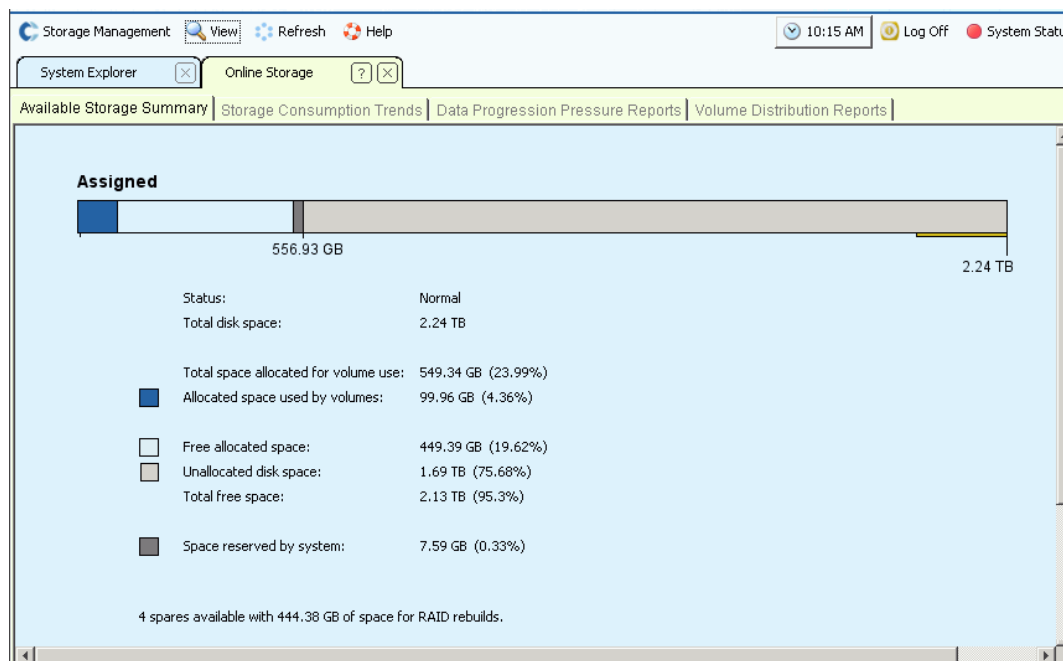 Storage Management View Refresh Help 10:15 AM Log Off System Statu
System Explorer Online Storage ?
Available Storage Summary Storage Consumption Trends Data Progression Pressure Reports Volume Distribution Reports
Assigned
556.93 GB
2.24 TB
Status: Normal
Total disk space: 2.24 TB
Total space allocated for volume use: 549.34 GB (23.99%)
Allocated space used by volumes: 99.96 GB (4.36%)
Free allocated space: 449.39 GB (19.62%)
Unallocated disk space: 1.69 TB (75.68%)
Total free space: 2.13 TB (95.3%)
Space reserved by system: 7.59 GB (0.33%)
4 spares available with 444.38 GB of space for RAID rebuilds.